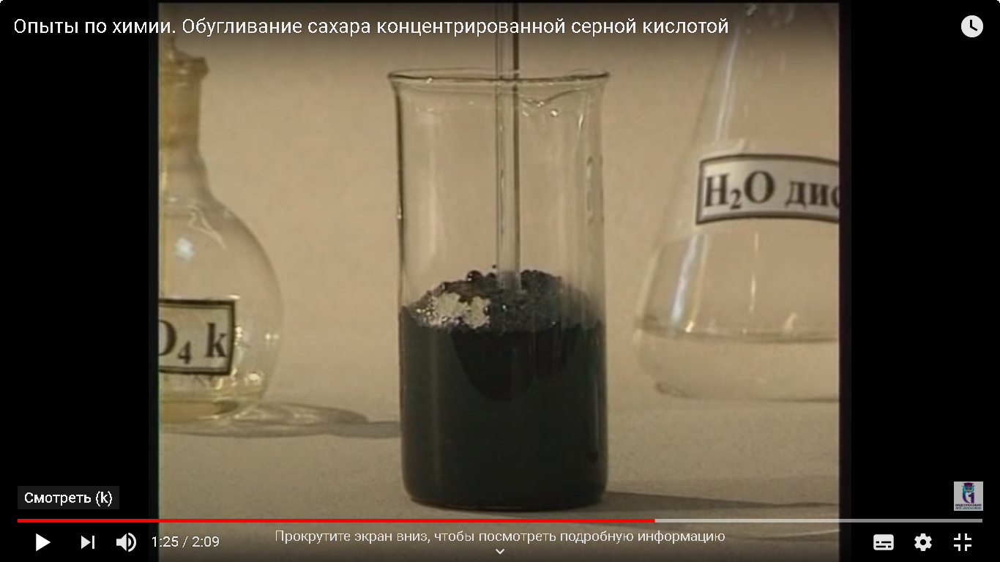 Опыты по химии. Обугливание сахара концентрированной серной кислотой
H₂O дис
O₄ k
Смотреть (k)
1:25 / 2:09
Прокрутите экран вниз, чтобы посмотреть подробную информацию